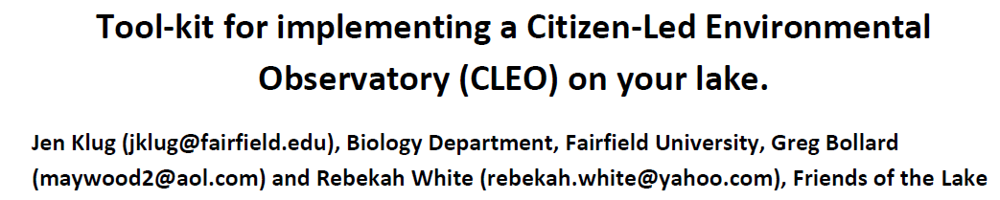 Tool-kit for implementing a Citizen-Led Environmental
Observatory (CLEO) on your lake.
Jen Klug (jklug@fairfield.edu), Biology Department, Fairfield University, Greg Bollard
(maywood2@aol.com) and Rebekah White (rebekah.white@yahoo.com), Friends of the Lake